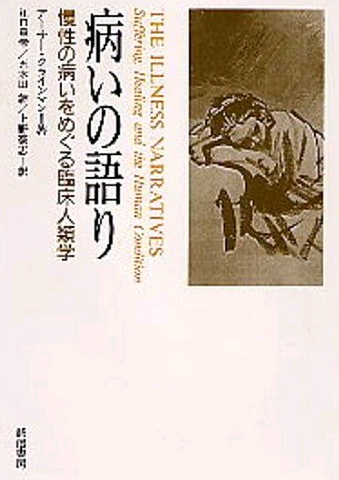 THE ILLNESS NARRATIVES
Suffering, Healing and the Human Condition
病いの語り
慢性の病いをめぐる臨床人類学
アーサー・クラインマン＝著
江口重幸／五木田 紳／上野豪志＝訳
誠信書房